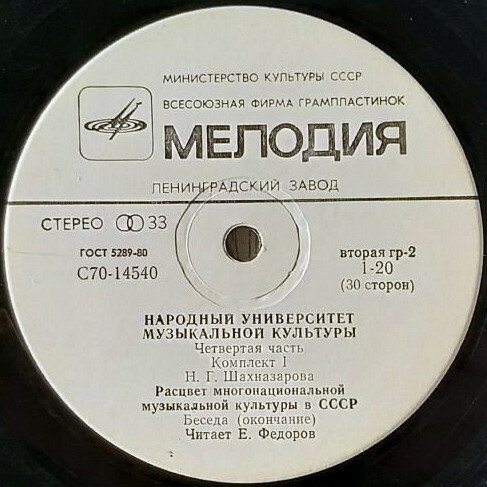 МИНИСТЕРСТВО КУЛЬТУРЫ СССР
ВСЕСОЮЗНАЯ ФИРМА ГРАМПЛАСТИНОК
МЕЛОДИЯ
ЛЕНИНГРАДСКИЙ ЗАВОД
СТЕРЕО 33
ГОСТ 5289-80
С70-14540
вторая гр-2
1-20
(30 сторон)
НАРОДНЫЙ УНИВЕРСИТЕТ
МУЗЫКАЛЬНОЙ КУЛЬТУРЫ
Четвертая часть
Комплект 1
Н. Г. Шахназарова
Расцвет многонациональной
музыкальной культуры в СССР
Беседа (окончание)
Читает Е. Федоров